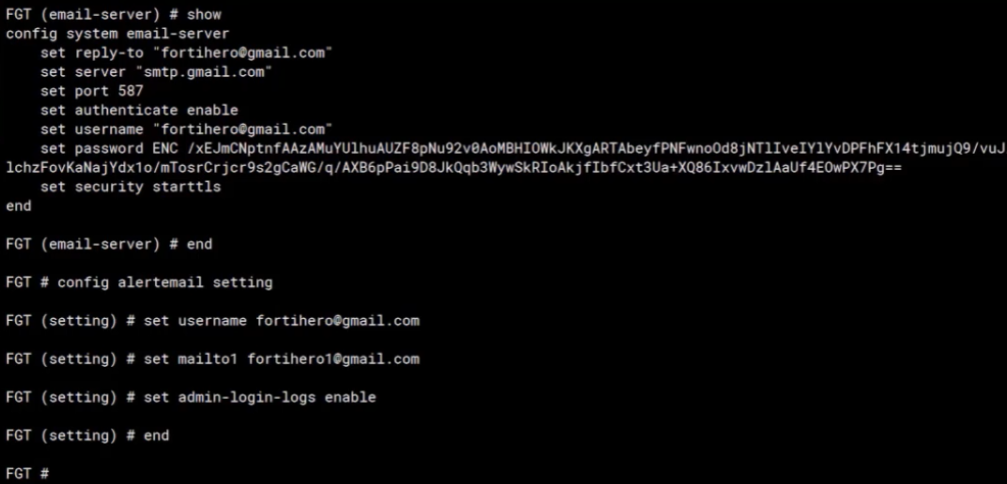 FGT (email-server) # show
config system email-server
    set reply-to "fortihero@gmail.com"
    set server "smtp.gmail.com"
    set port 587
    set authenticate enable
    set username "fortihero@gmail.com"
    set password ENC /xEJmCNptnfAAzAMuYUlhuAUZF8pNu92v0AoMBHIOWkJKXgARTAbeyfPNFwnoOd8jNTlIveIYlYvDPFhFX14tjmujQ9/vuJ
lchzFovKaNajYdx1o/mTosrCrjcr9s2gCaWG/q/AXB6pPai9D8JkQqb3WywSkRIoAkjfIbfCxt3Ua+XQ86IxvwDzlAaUf4EOwPX7Pg==
    set security starttls
end
FGT (email-server) # end
FGT # config alertemail setting
FGT (setting) # set username fortihero@gmail.com
FGT (setting) # set mailto1 fortihero1@gmail.com
FGT (setting) # set admin-login-logs enable
FGT (setting) # end
FGT #